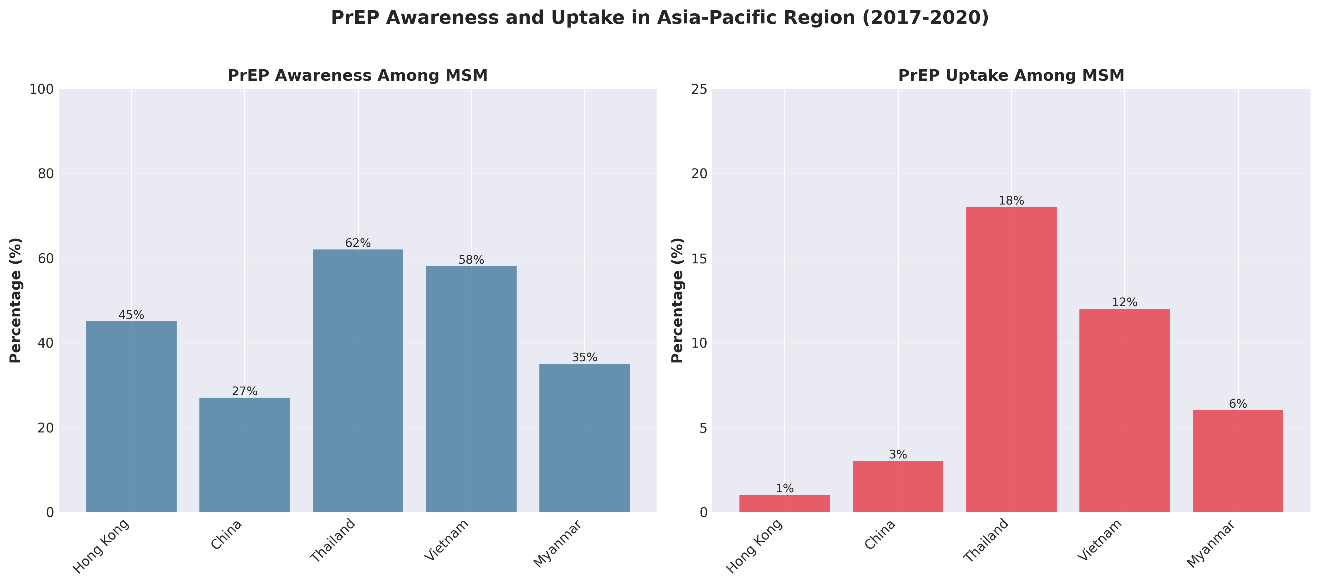 PrEP Awareness and Uptake in Asia-Pacific Region (2017-2020)
PrEP Awareness Among MSM
Percentage (%)
100
80
60
40
20
0
45%
27%
62%
58%
35%
Hong Kong
China
Thailand
Vietnam
Myanmar
PrEP Uptake Among MSM
Percentage (%)
25
20
15
10
5
0
1%
3%
18%
12%
6%
Hong Kong
China
Thailand
Vietnam
Myanmar